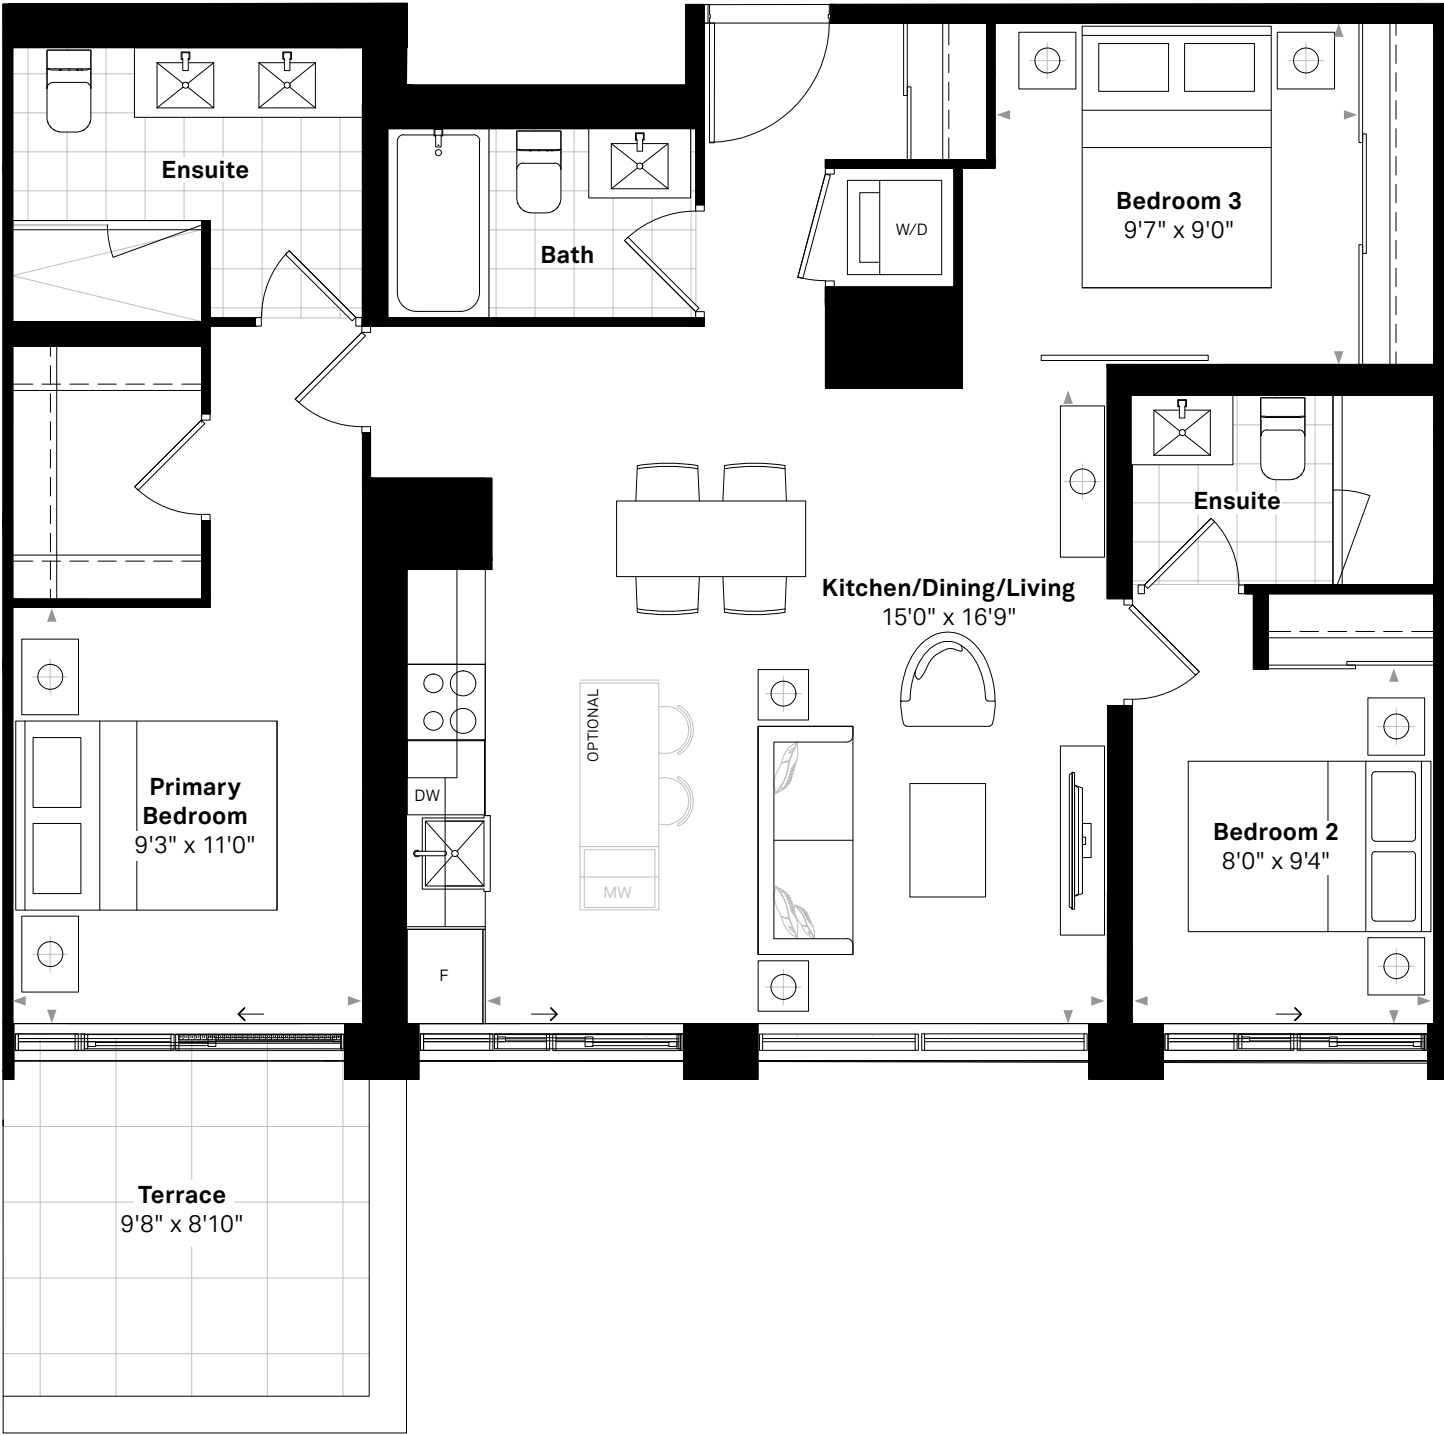 Ensuite
Bath
W/D
Bedroom 3
9'7" x 9'0"
Ensuite
Kitchen/Dining/Living
15'0" x 16'9"
OPTIONAL
Primary
Bedroom
9'3" x 11'0"
DW
MW
F
Bedroom 2
8'0" x 9'4"
Terrace
9'8" x 8'10"